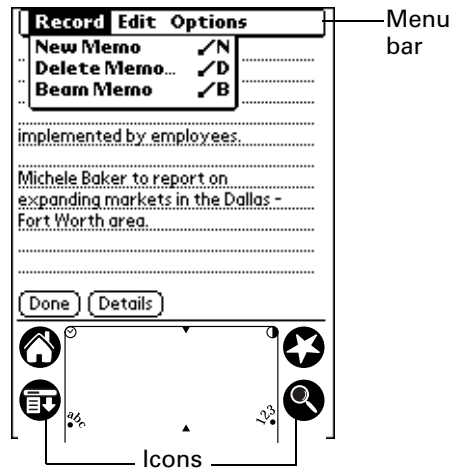 Record Edit Options
Menu
bar
New Memo ✓N
Delete Memo... ✓D
Beam Memo ✓B
implemented by employees.
Michele Baker to report on
expanding markets in the Dallas -
Fort Worth area.
Done Details
abc
123
Icons